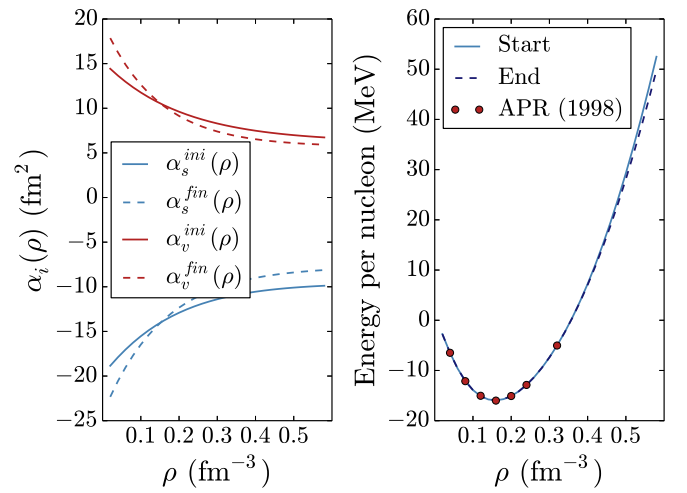 20
15
10
5
0
−5
−10
−15
−20
−25
0.1 0.2 0.3 0.4 0.5
ρ (fm⁻³)
αᵢ(ρ) (fm²)
α_s^{ini}(ρ)
α_s^{fin}(ρ)
α_v^{ini}(ρ)
α_v^{fin}(ρ)
60
50
40
30
20
10
0
−10
−20
0.1 0.2 0.3 0.4 0.5
ρ (fm⁻³)
Energy per nucleon (MeV)
Start
End
APR (1998)